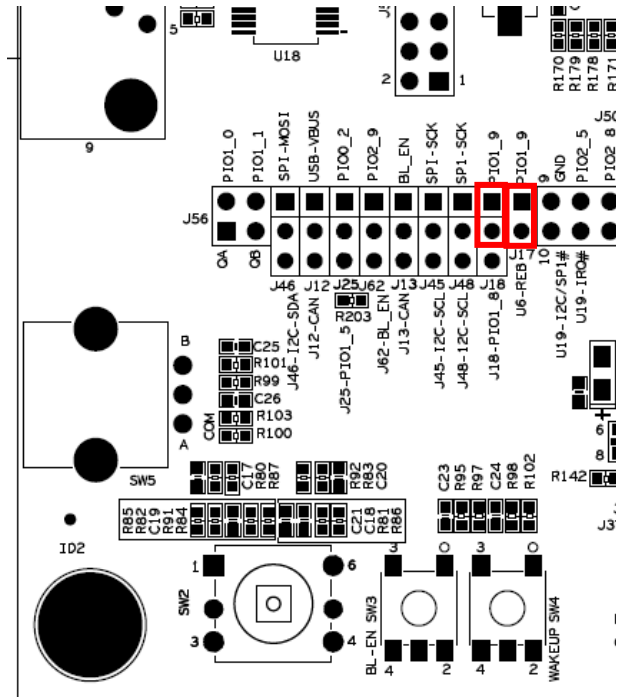 5
U18
2
1
R170
R179
R178
R171
9
PIO1_0
PIO1_1
SPI-MOSI
USB-VBUS
PIO0_2
PIO2_9
BL_EN
SPI-SCK
SP1-SCK
PIO1_9
PIO1_9
9
GND
PIO2_5
PIO2_8
J50
J56
QA
QB
J46
J12
J25
J62
J13
J45
J48
J18
J17
10
R203
J46-I2C-SDA
J12-CAN
J25-PIO1_5
J62-BL_EN
J13-CAN
J45-I2C-SCL
J48-I2C-SCL
J18-PIO1_8
U6-REB
U19-I2C/SP1#
U19-IRQ#
B
A
COM
C25
R101
R99
C26
R103
R100
SW5
+
6
8
R142
C17
R80
R87
R92
R83
C20
C23
R95
R97
C24
R98
R102
R85
R82
C19
R91
R84
C21
C18
R81
R86
ID2
1
6
SW2
3
4
3
O
BL-EN SW3
4
2
3
O
WAKEUP SW4
4
2